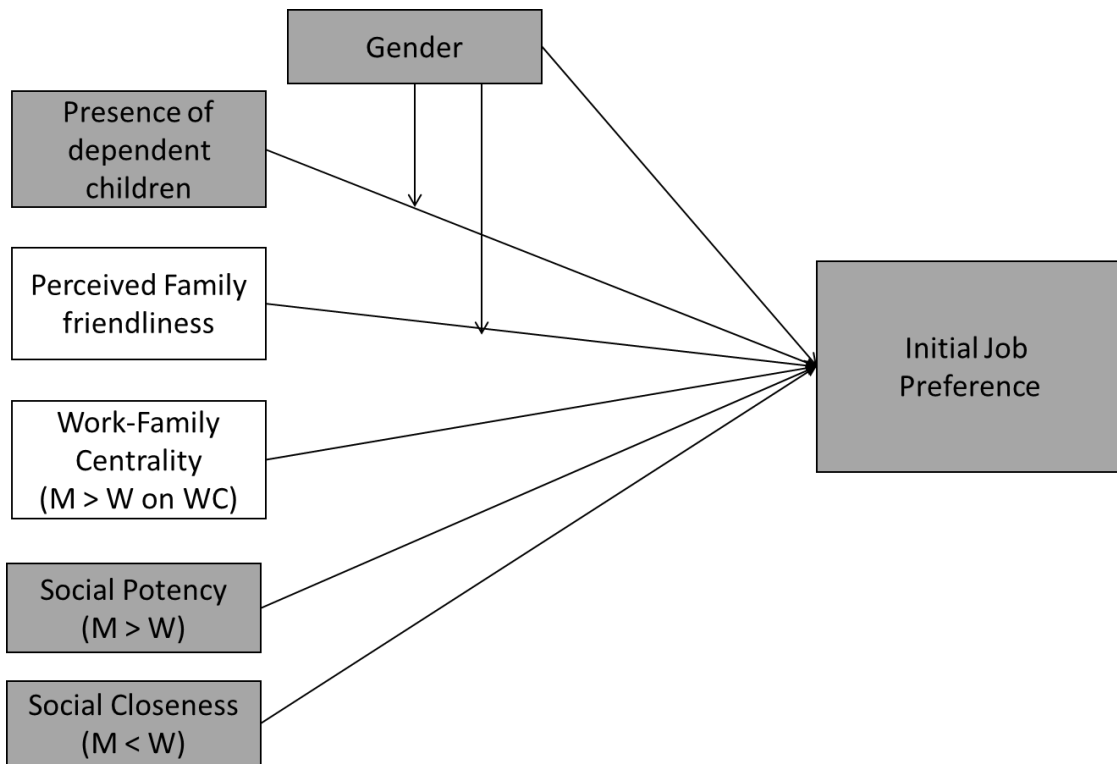 Gender
Presence of
dependent
children
Perceived Family
friendliness
Work-Family
Centrality
(M > W on WC)
Social Potency
(M > W)
Social Closeness
(M < W)
Initial Job
Preference